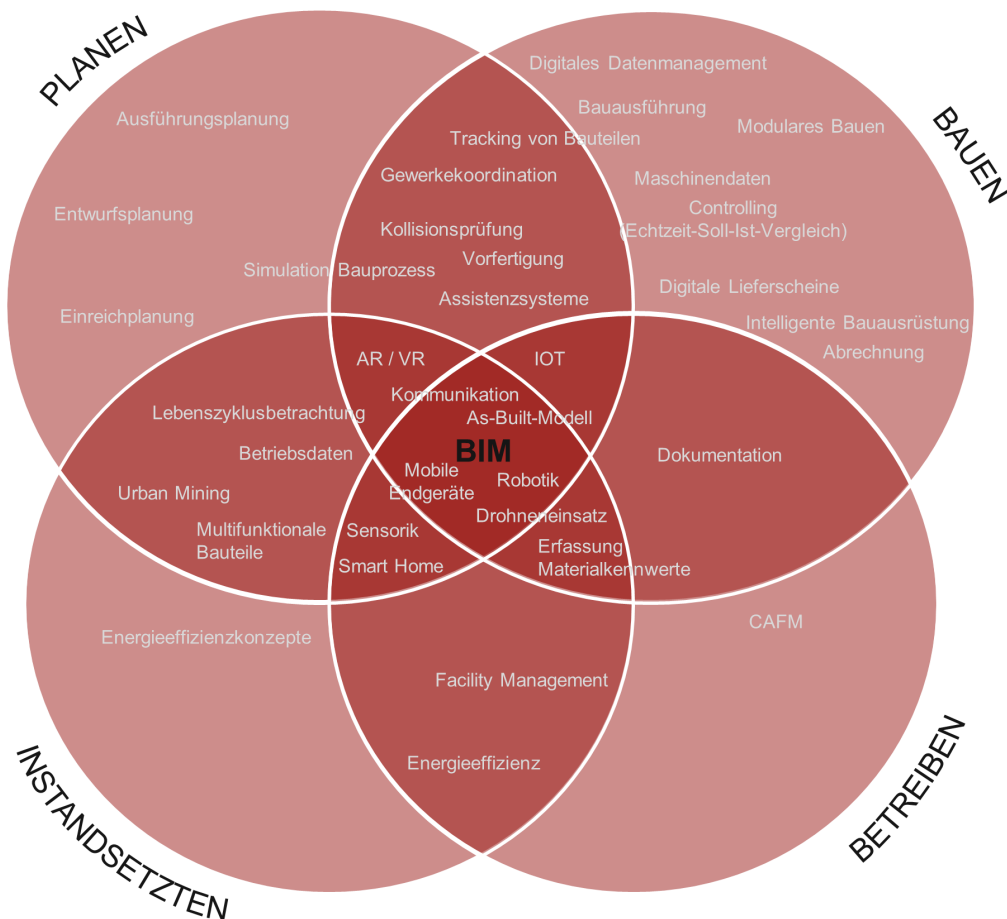 PLANEN
BAUEN
Digitales Datenmanagement
Bauausführung
Ausführungsplanung
Modulares Bauen
Tracking von Bauteilen
Gewerkekoordination
Maschinendaten
Controlling
(Echtzeit-Soll-Ist-Vergleich)
Entwurfsplanung
Kollisionsprüfung
Vorfertigung
Simulation Bauprozess
Assistenzsysteme
Digitale Lieferscheine
Einreichplanung
Intelligente Bauausrüstung
Abrechnung
AR / VR
IOT
Kommunikation
Lebenszyklusbetrachtung
As-Built-Modell
BIM
Betriebsdaten
Dokumentation
Mobile
Endgeräte
Robotik
Urban Mining
Drohneneinsatz
Multifunktionale
Bauteile
Sensorik
Erfassung
Materialkennwerte
Smart Home
CAFM
Energieeffizienzkonzepte
Facility Management
Energieeffizienz
INSTANDSETZTEN
BETREIBEN